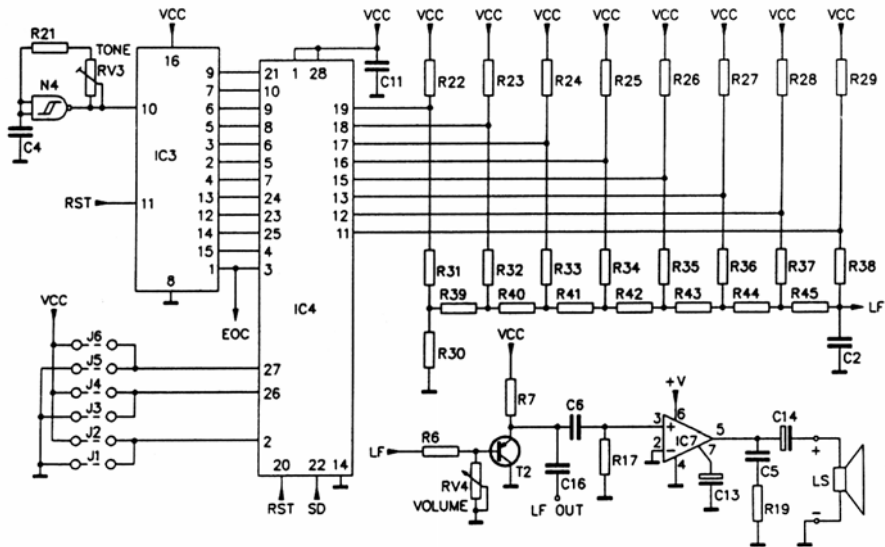 VCC VCC VCC VCC VCC VCC VCC VCC VCC VCC
R21
TONE
RV3
N4
C4
16
10
IC3
RST
11
8
9
7
6
5
3
2
4
13
12
14
15
1
1 28
21
10
9
8
6
5
7
24
23
25
4
3
IC4
19
18
17
16
15
13
12
11
C11
R22 R23 R24 R25 R26 R27 R28 R29
R31 R32 R33 R34 R35 R36 R37 R38
R39 R40 R41 R42 R43 R44 R45
LF
R30
C2
EOC
VCC
J6
J5
J4
J3
J2
J1
27
26
2
20 22 14
RST SD
VCC
R7
LF
R6
RV4
VOLUME
T2
C6
C16
LF OUT
R17
+V
3
2
6
+
-
IC7
5
7
4
C13
C14
C5
R19
+
LS
-